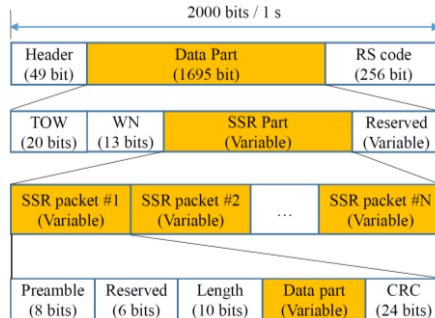 2000 bits / 1 s
Header Data Part RS code
(49 bit) (1695 bit) (256 bit)
TOW WN SSR Part Reserved
(20 bits) (13 bits) (Variable) (Variable)
SSR packet #1 SSR packet #2 ... SSR packet #N
(Variable) (Variable) (Variable)
Preamble Reserved Length Data part CRC
(8 bits) (6 bits) (10 bits) (Variable) (24 bits)